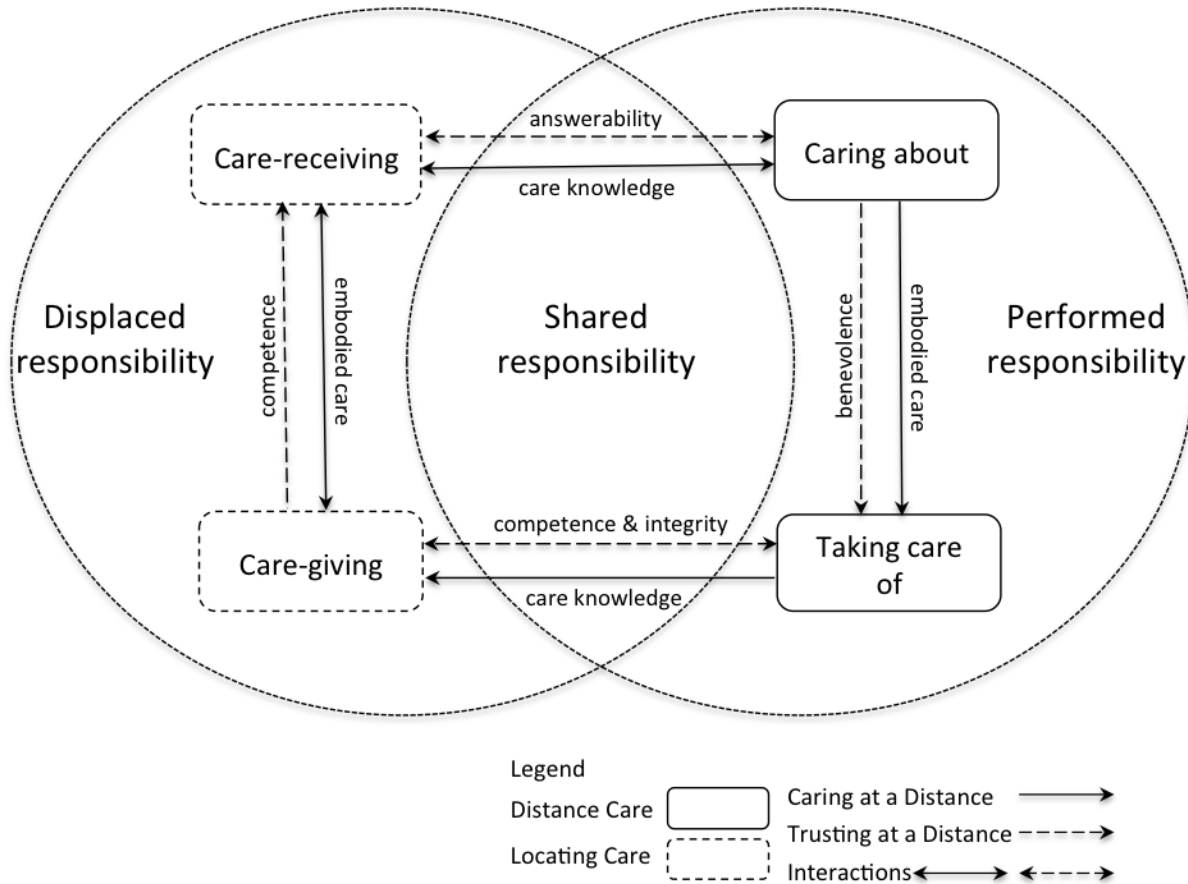 answerability
Care-receiving
Caring about
care knowledge
competence
embodied care
benevolence
embodied care
Displaced
responsibility
Shared
responsibility
Performed
responsibility
competence & integrity
Care-giving
Taking care
of
care knowledge
Legend
Distance Care
Locating Care
Caring at a Distance
Trusting at a Distance
Interactions